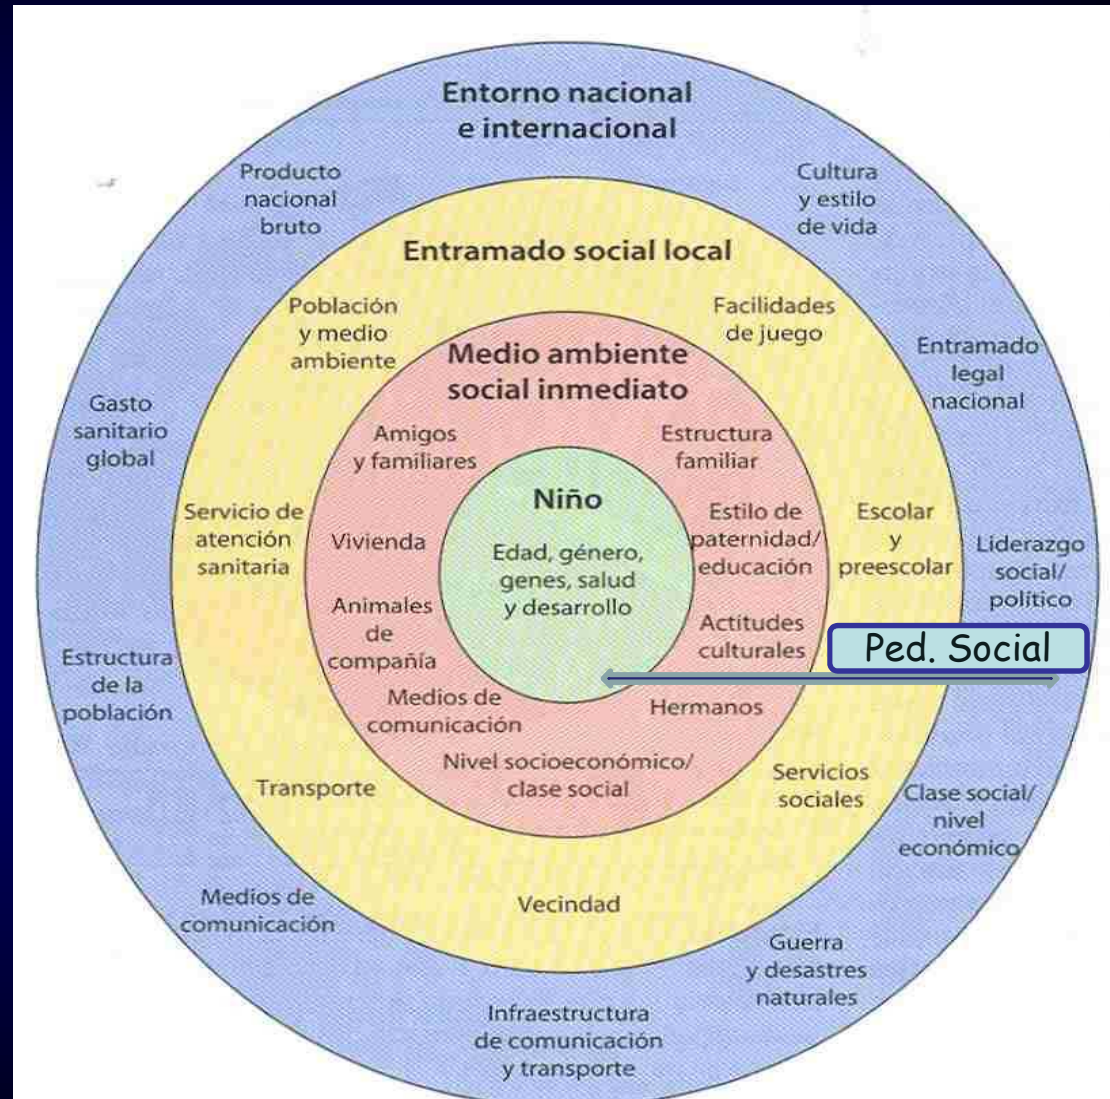 Entorno nacional
e internacional
Producto
nacional
bruto
Cultura
y estilo
de vida
Entramado social local
Población
y medio
ambiente
Facilidades
de juego
Medio ambiente
social inmediato
Entramado
legal
nacional
Gasto
sanitario
global
Amigos
y familiares
Estructura
familiar
Niño
Edad, género,
genes, salud
y desarrollo
Servicio de
atención
sanitaria
Vivienda
Estilo de
paternidad/
educación
Escolar
y
preescolar
Liderazgo
social/
político
Animales
de
compañía
Actitudes
culturales
Ped. Social
Estructura
de la
población
Medios de
comunicación
Hermanos
Nivel socioeconómico/
clase social
Transporte
Servicios
sociales
Clase social/
nivel
económico
Medios de
comunicación
Vecindad
Guerra
y desastres
naturales
Infraestructura
de comunicación
y transporte